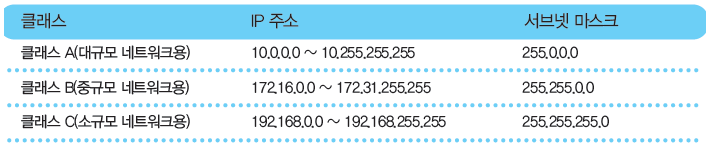 클래스 IP 주소 서브넷 마스크
클래스 A(대규모 네트워크용) 10.0.0.0 ~ 10.255.255.255 255.0.0.0
클래스 B(중규모 네트워크용) 172.16.0.0 ~ 172.31.255.255 255.255.0.0
클래스 C(소규모 네트워크용) 192.168.0.0 ~ 192.168.255.255 255.255.255.0